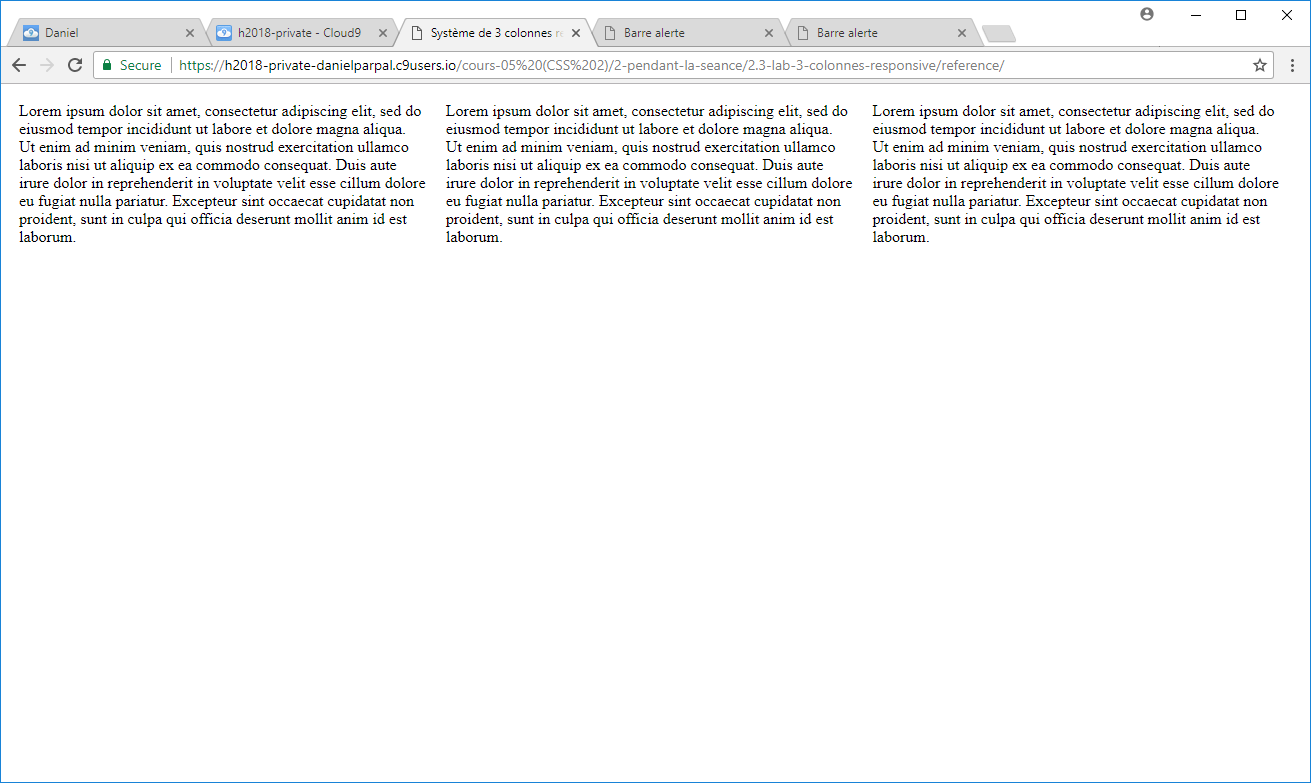 Daniel
h2018-private - Cloud9
Système de 3 colonnes r
Barre alerte
Barre alerte
Secure
https://h2018-private-danielparpal.c9users.io/cours-05%20(CSS%202)/2-pendant-la-seance/2.3-lab-3-colonnes-responsive/reference/
Lorem ipsum dolor sit amet, consectetur adipiscing elit, sed do
eiusmod tempor incididunt ut labore et dolore magna aliqua.
Ut enim ad minim veniam, quis nostrud exercitation ullamco
laboris nisi ut aliquip ex ea commodo consequat. Duis aute
irure dolor in reprehenderit in voluptate velit esse cillum dolore
eu fugiat nulla pariatur. Excepteur sint occaecat cupidatat non
proident, sunt in culpa qui officia deserunt mollit anim id est
laborum.
Lorem ipsum dolor sit amet, consectetur adipiscing elit, sed do
eiusmod tempor incididunt ut labore et dolore magna aliqua.
Ut enim ad minim veniam, quis nostrud exercitation ullamco
laboris nisi ut aliquip ex ea commodo consequat. Duis aute
irure dolor in reprehenderit in voluptate velit esse cillum dolore
eu fugiat nulla pariatur. Excepteur sint occaecat cupidatat non
proident, sunt in culpa qui officia deserunt mollit anim id est
laborum.
Lorem ipsum dolor sit amet, consectetur adipiscing elit, sed do
eiusmod tempor incididunt ut labore et dolore magna aliqua.
Ut enim ad minim veniam, quis nostrud exercitation ullamco
laboris nisi ut aliquip ex ea commodo consequat. Duis aute
irure dolor in reprehenderit in voluptate velit esse cillum dolore
eu fugiat nulla pariatur. Excepteur sint occaecat cupidatat non
proident, sunt in culpa qui officia deserunt mollit anim id est
laborum.